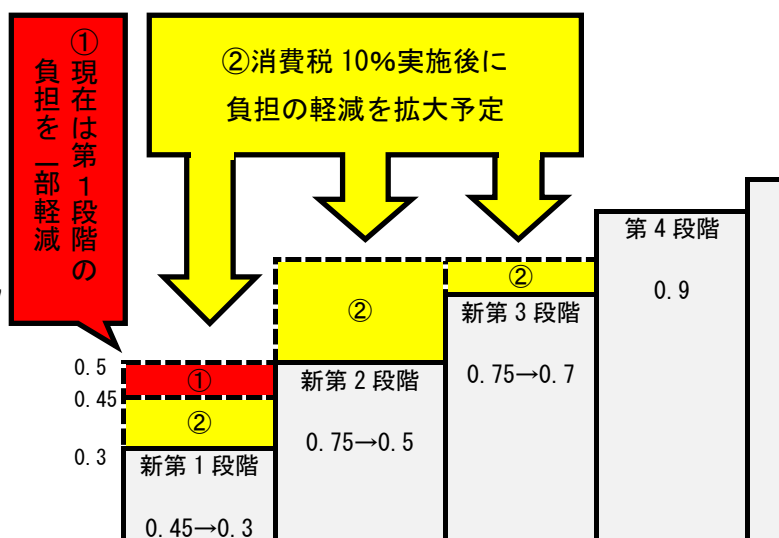 ①現在は第１段階の
負担を一部軽減
②消費税 10%実施後に
負担の軽減を拡大予定
0.5
0.45
0.3
①
②
新第 1 段階
0.45→0.3
②
新第 2 段階
0.75→0.5
②
新第 3 段階
0.75→0.7
第 4 段階
0.9